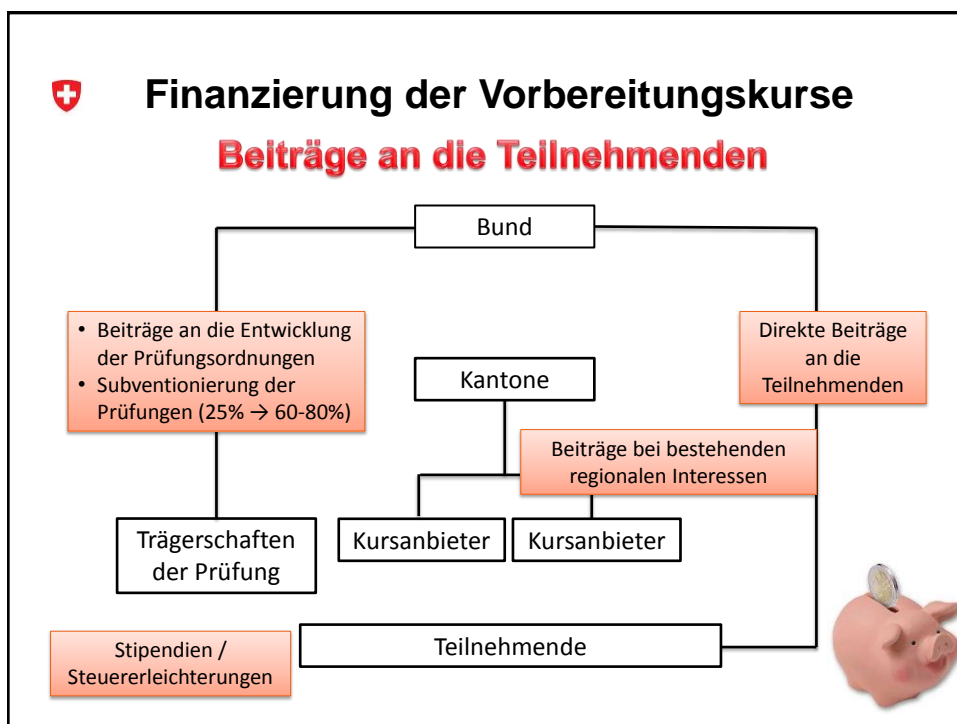 Finanzierung der Vorbereitungskurse
Beiträge an die Teilnehmenden
Bund
• Beiträge an die Entwicklung
der Prüfungsordnungen
• Subventionierung der
Prüfungen (25% → 60-80%)
Direkte Beiträge
an die
Teilnehmenden
Kantone
Beiträge bei bestehenden
regionalen Interessen
Trägerschaften
der Prüfung
Kursanbieter
Kursanbieter
Teilnehmende
Stipendien /
Steuererleichterungen